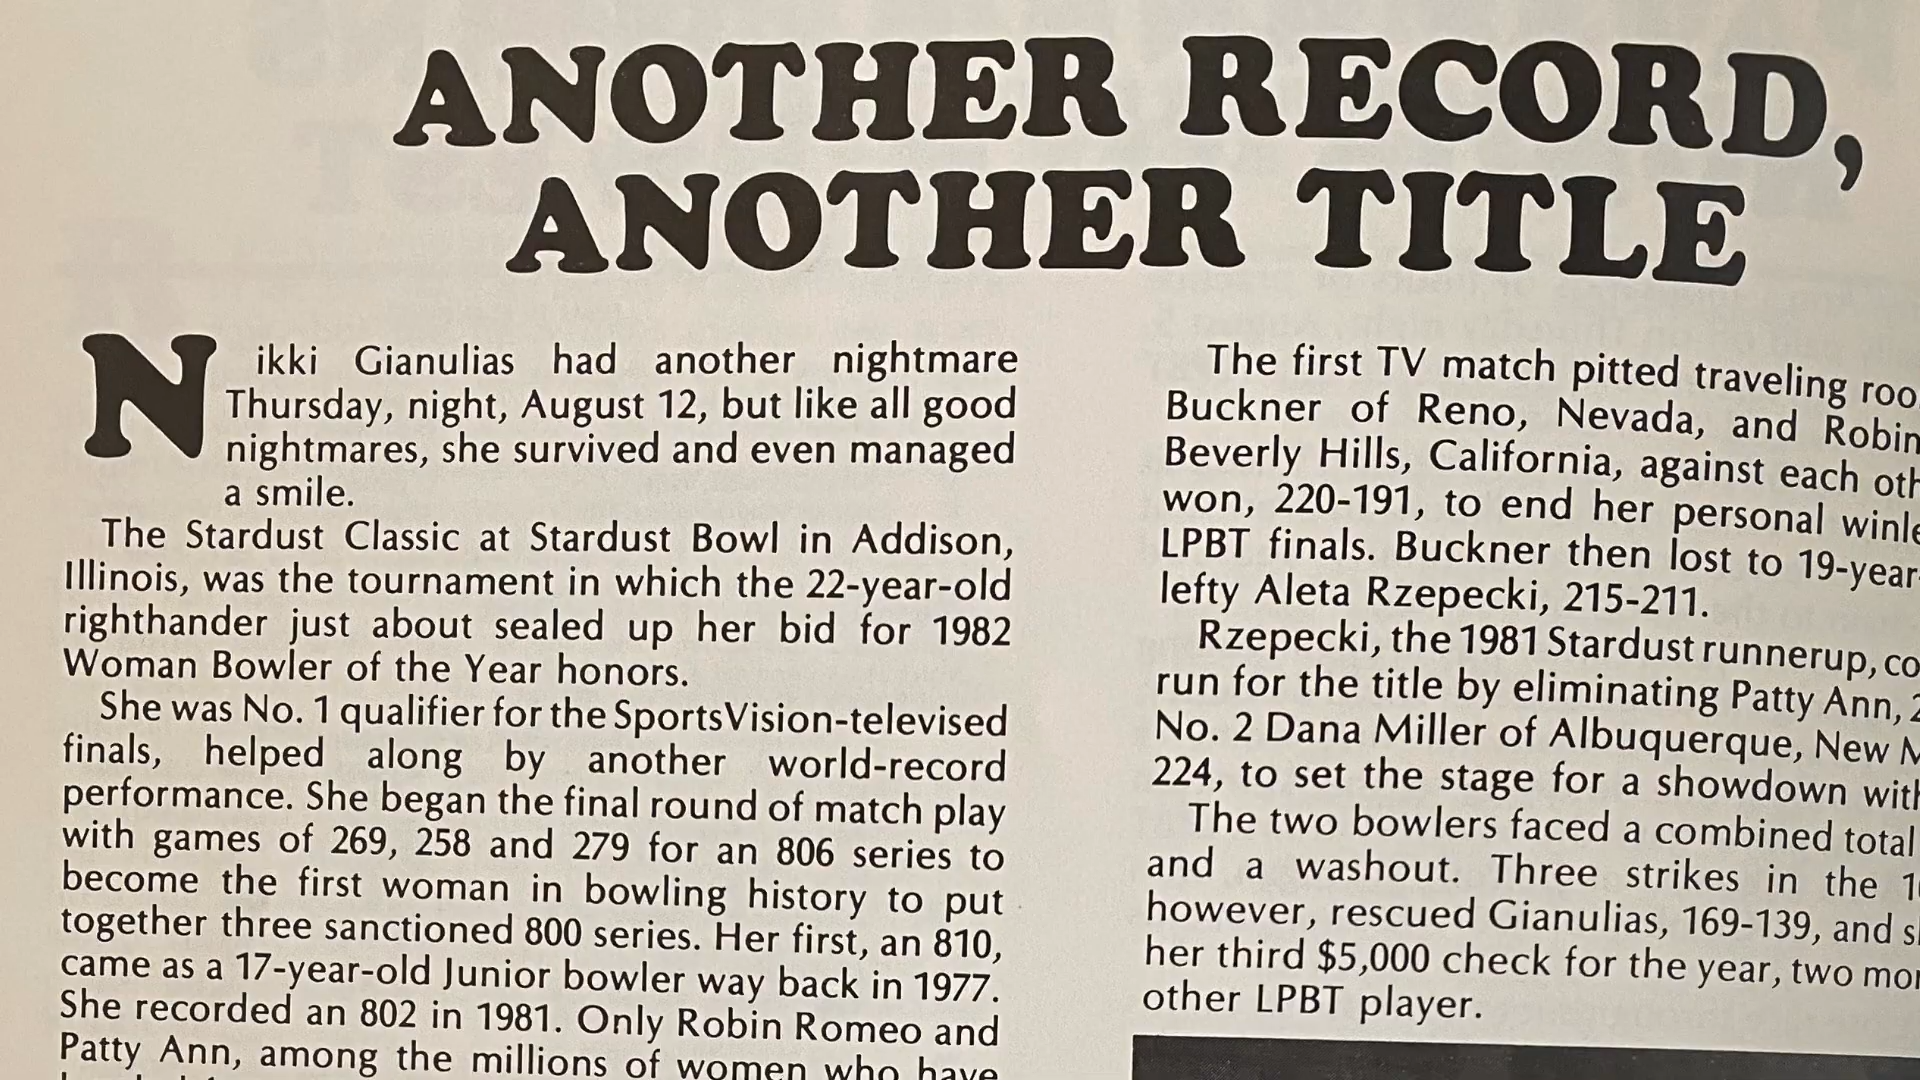 ANOTHER RECORD,
ANOTHER TITLE
Nikki Gianulias had another nightmare
Thursday, night, August 12, but like all good
nightmares, she survived and even managed
a smile.
The Stardust Classic at Stardust Bowl in Addison,
Illinois, was the tournament in which the 22-year-old
righthander just about sealed up her bid for 1982
Woman Bowler of the Year honors.
She was No. 1 qualifier for the SportsVision-televised
finals, helped along by another world-record
performance. She began the final round of match play
with games of 269, 258 and 279 for an 806 series to
become the first woman in bowling history to put
together three sanctioned 800 series. Her first, an 810,
came as a 17-year-old Junior bowler way back in 1977.
She recorded an 802 in 1981. Only Robin Romeo and
Patty Ann, among the millions of women who have
The first TV match pitted traveling
Buckner of Reno, Nevada, and Robin
Beverly Hills, California, against each
won, 220-191, to end her personal
LPBT finals. Buckner then lost to 19-year-
lefty Aleta Rzepecki, 215-211.
Rzepecki, the 1981 Stardust runnerup,
run for the title by eliminating Patty Ann,
No. 2 Dana Miller of Albuquerque, New
224, to set the stage for a showdown
The two bowlers faced a combined total
and a washout. Three strikes in the
however, rescued Gianulias, 169-139, and
her third $5,000 check for the year, two
other LPBT player.